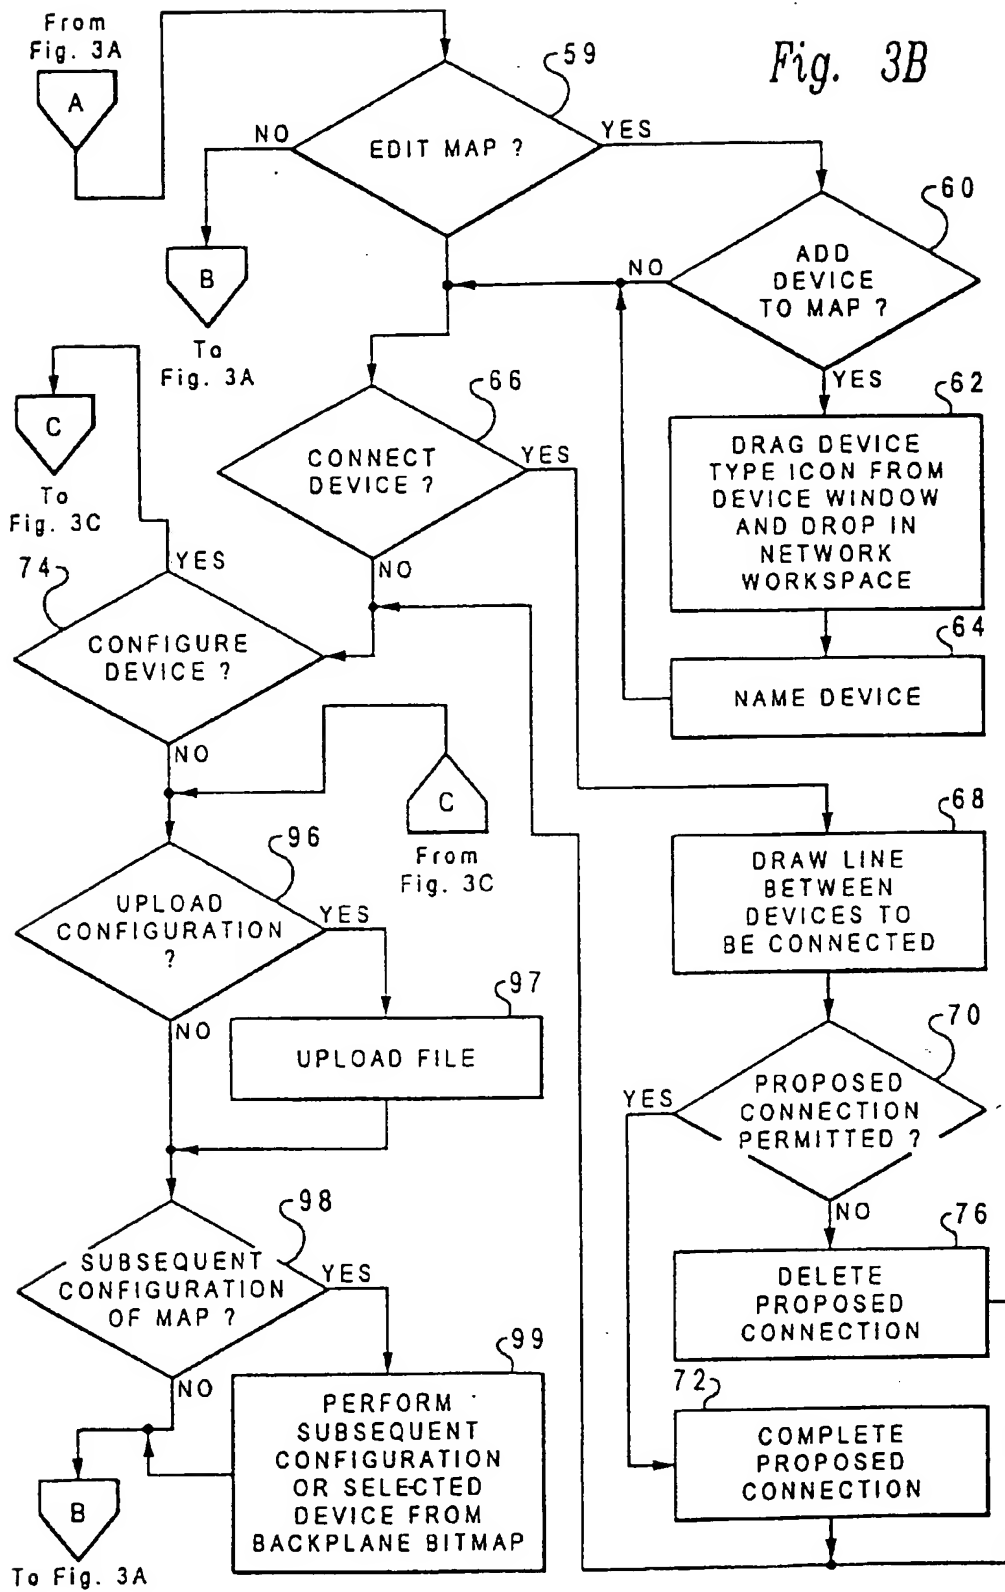 From
Fig. 3A
A
Fig. 3B
59
EDIT MAP ?
NO
YES
B
To
Fig. 3A
60
ADD
DEVICE
TO MAP ?
NO
YES
C
To
Fig. 3C
66
CONNECT
DEVICE ?
YES
NO
62
DRAG DEVICE
TYPE ICON FROM
DEVICE WINDOW
AND DROP IN
NETWORK
WORKSPACE
64
NAME DEVICE
74
YES
CONFIGURE
DEVICE ?
NO
C
From
Fig. 3C
68
DRAW LINE
BETWEEN
DEVICES TO
BE CONNECTED
96
UPLOAD
CONFIGURATION
?
YES
NO
97
UPLOAD FILE
70
PROPOSED
CONNECTION
PERMITTED ?
YES
NO
76
DELETE
PROPOSED
CONNECTION
72
COMPLETE
PROPOSED
CONNECTION
98
SUBSEQUENT
CONFIGURATION
OF MAP ?
YES
NO
99
PERFORM
SUBSEQUENT
CONFIGURATION
OR SELECTED
DEVICE FROM
BACKPLANE BITMAP
B
To Fig. 3A